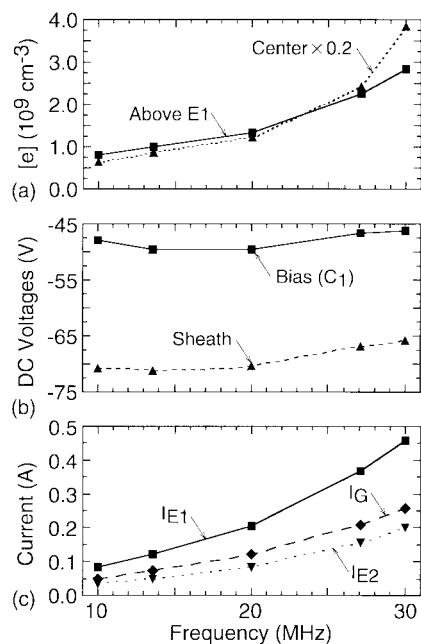 [e] (10⁹ cm⁻³)
4.0
3.0
2.0
1.0
0.0
Center × 0.2
Above E1
(a)
DC Voltages (V)
-45
-55
-65
-75
Bias (C₁)
Sheath
(b)
Current (A)
0.5
0.4
0.3
0.2
0.1
0.0
I_E1
I_G
I_E2
(c)
10 20 30
Frequency (MHz)